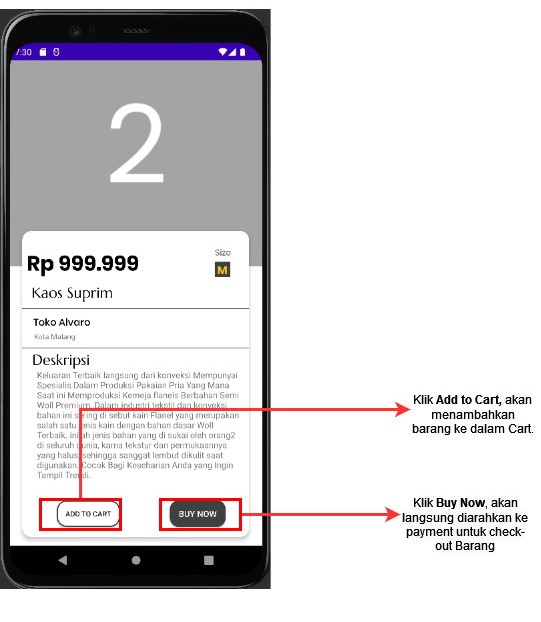 7:30
2
Rp 999.999
Size
M
Kaos Suprim
Toko Alvaro
Kota Malang
Deskripsi
Keluaran Terbaik langsung dari konveksi Mempunyai
Spesialis Dalam Produksi Pakaian Pria Yang Mana
Saat ini Memproduksi Kemeja flanels Berbahan Semi
Woll Premium. Dalam industri tekstil dan konveksi
bahan ini sering di sebut kain Flanel yang merupakan
salah satu jenis kain dengan bahan dasar Woll
Terbaik. inilah jenis bahan yang di sukai oleh orang2
di seluruh dunia, karna tekstur dan permukaannya
yang halus sehingga sanggat lembut dikulit saat
digunakan. Cocok Bagi Keseharian Anda yang Ingin
Tampil Trendi.
ADD TO CART
BUY NOW
Klik Add to Cart, akan
menambahkan
barang ke dalam Cart.
Klik Buy Now, akan
langsung diarahkan ke
payment untuk check-
out Barang